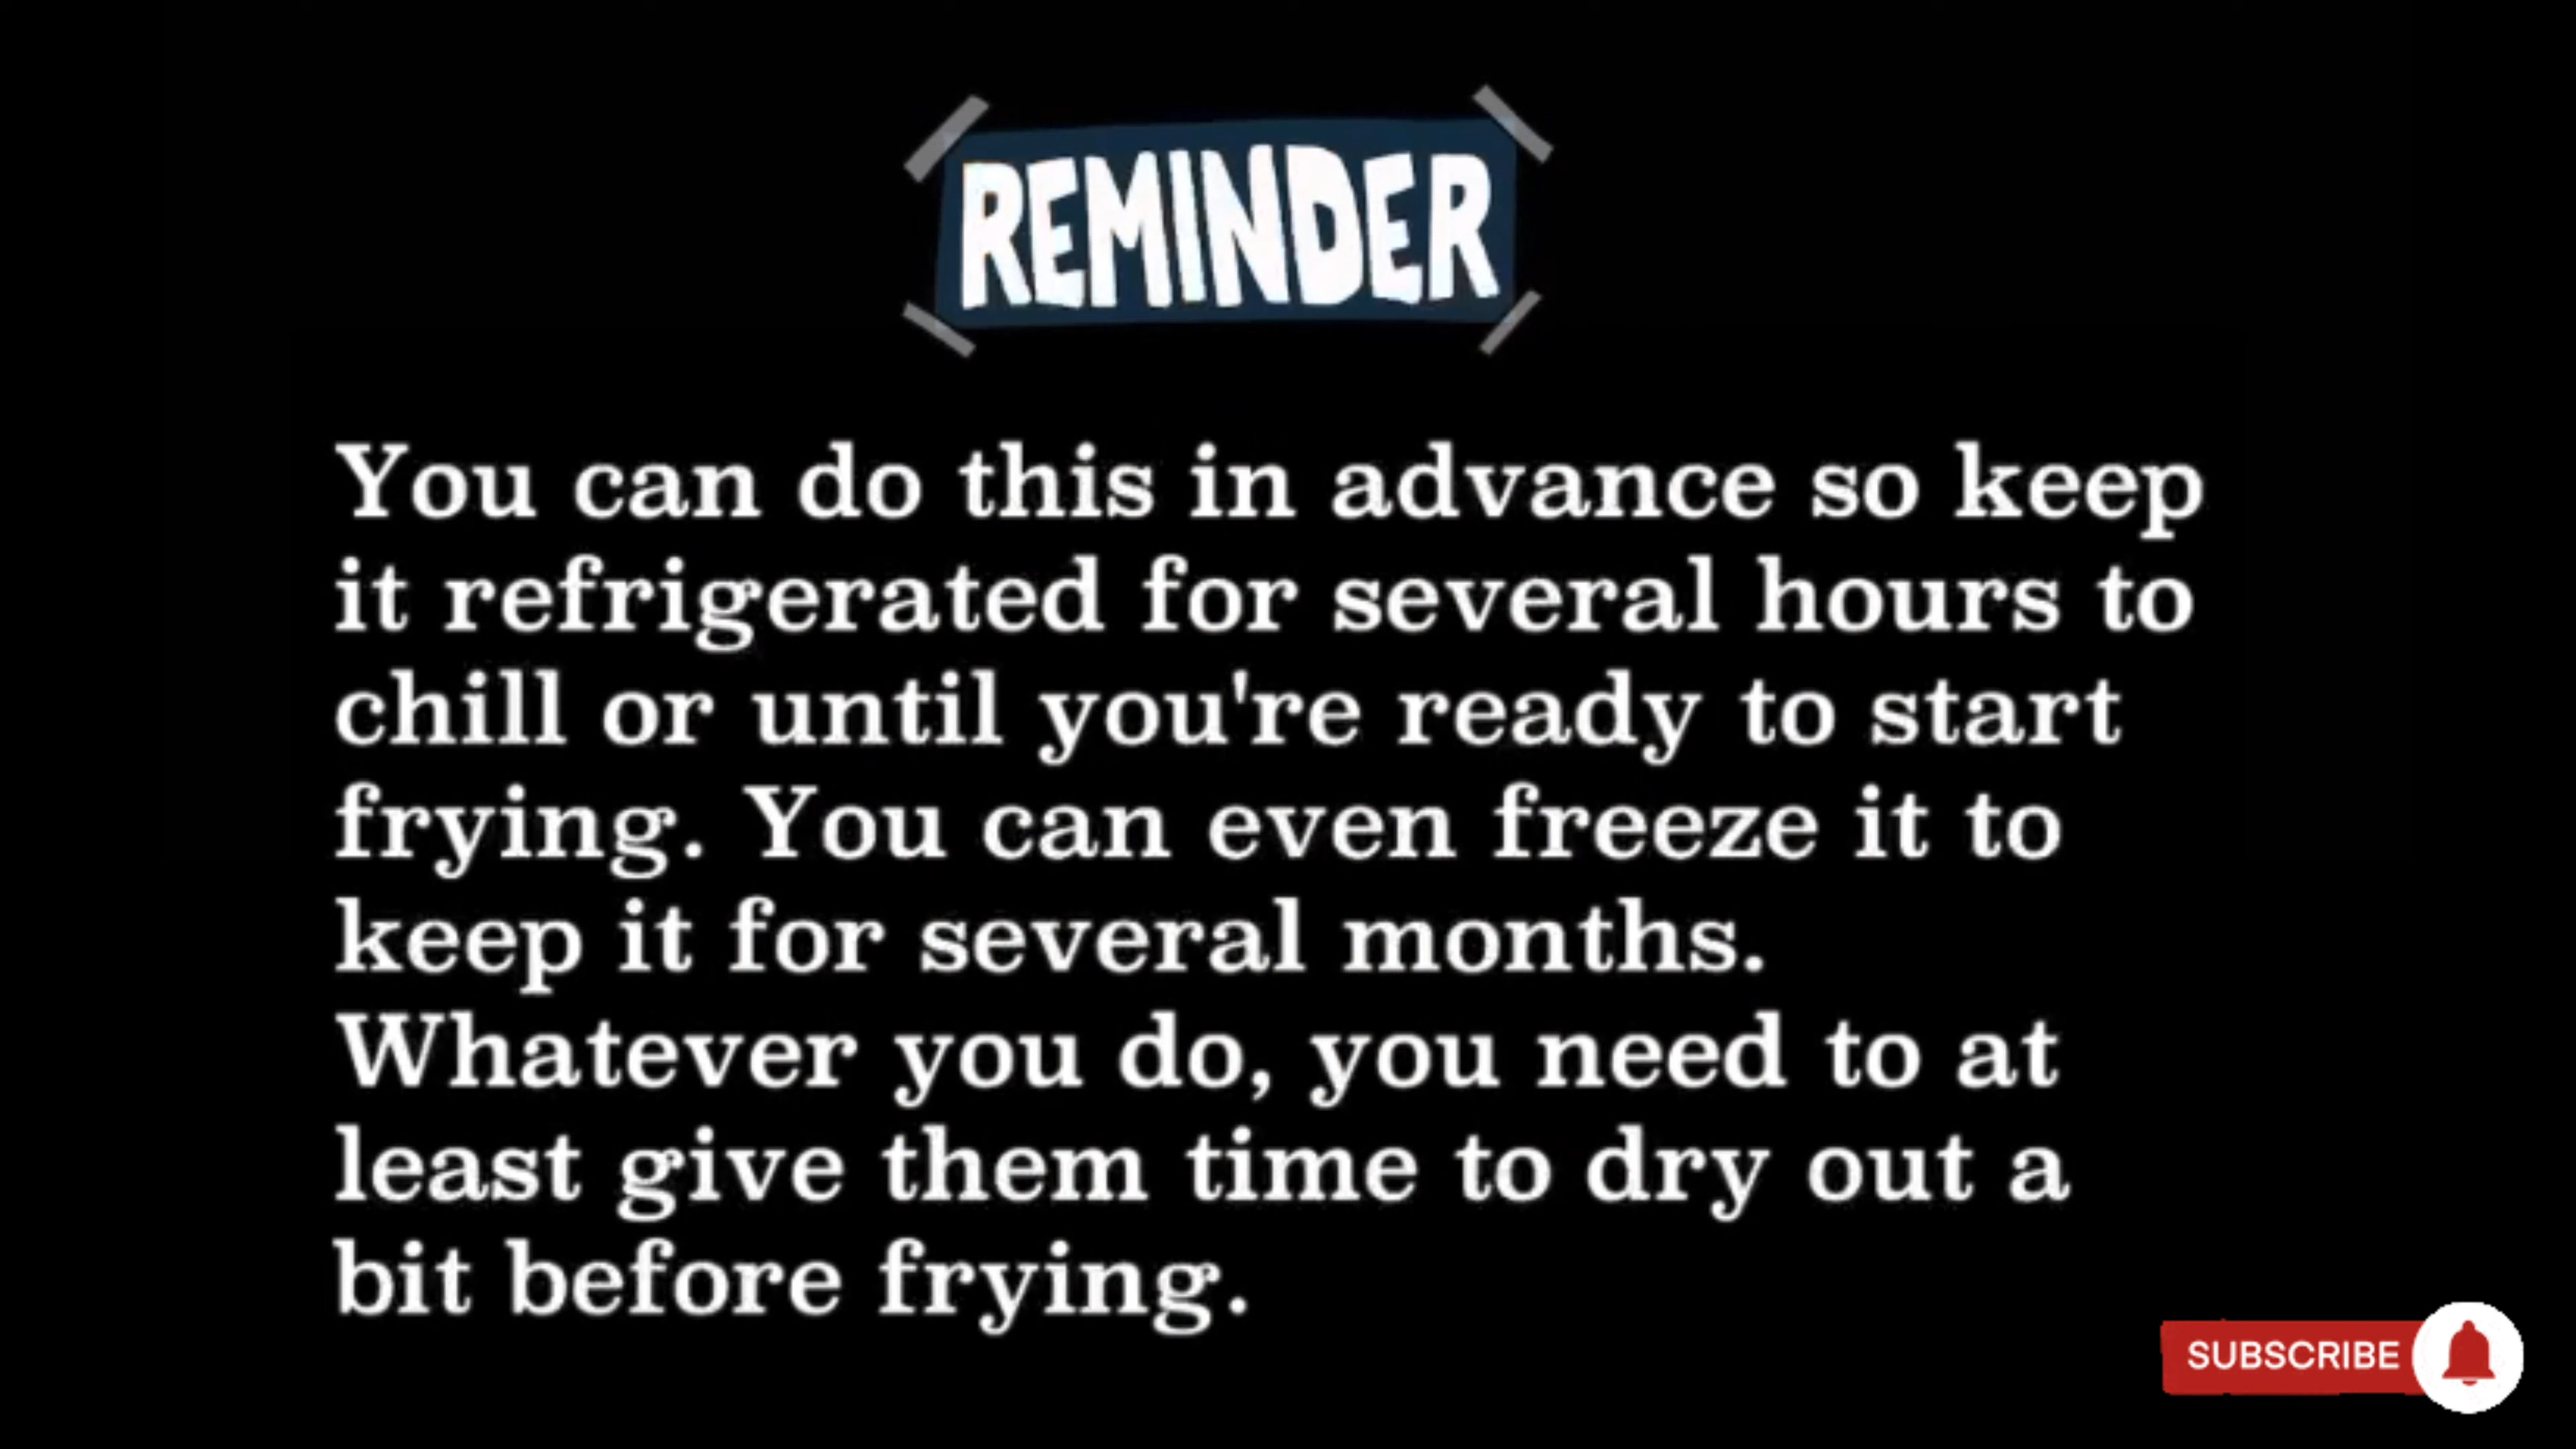 REMINDER
You can do this in advance so keep
it refrigerated for several hours to
chill or until you're ready to start
frying. You can even freeze it to
keep it for several months.
Whatever you do, you need to at
least give them time to dry out a
bit before frying.
SUBSCRIBE